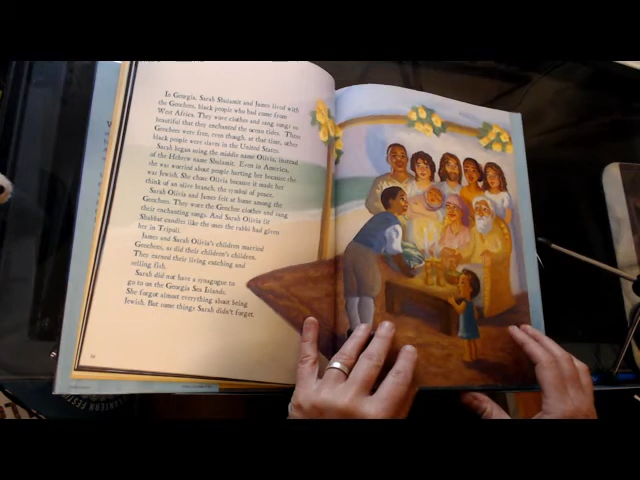 In Georgia, Sarah Shulamit and James lived with
the Geechees, black people who had come from
West Africa. They wove clothes and sang songs so
beautiful that they enchanted the ocean tides. These
Geechees were free, even though, at that time, other
black people were slaves in the United States.
Sarah began using the middle name Olivia, instead
of the Hebrew name Shulamit. Even in America,
she was worried about people hurting her because she
was Jewish. She chose Olivia because it made her
think of an olive branch, the symbol of peace.
Sarah Olivia and James felt at home among the
Geechees. They wore the Geechee clothes and sang
their enchanting songs. And Sarah Olivia lit
Shabbat candles like the ones the rabbi had given
her in Tripoli.
James and Sarah Olivia's children married
Geechees, as did their children's children.
They earned their living catching and
selling fish.
Sarah did not have a synagogue to
go to on the Georgia Sea Islands.
She forgot almost everything about being
Jewish. But some things Sarah didn't forget.
LANTERN FEST